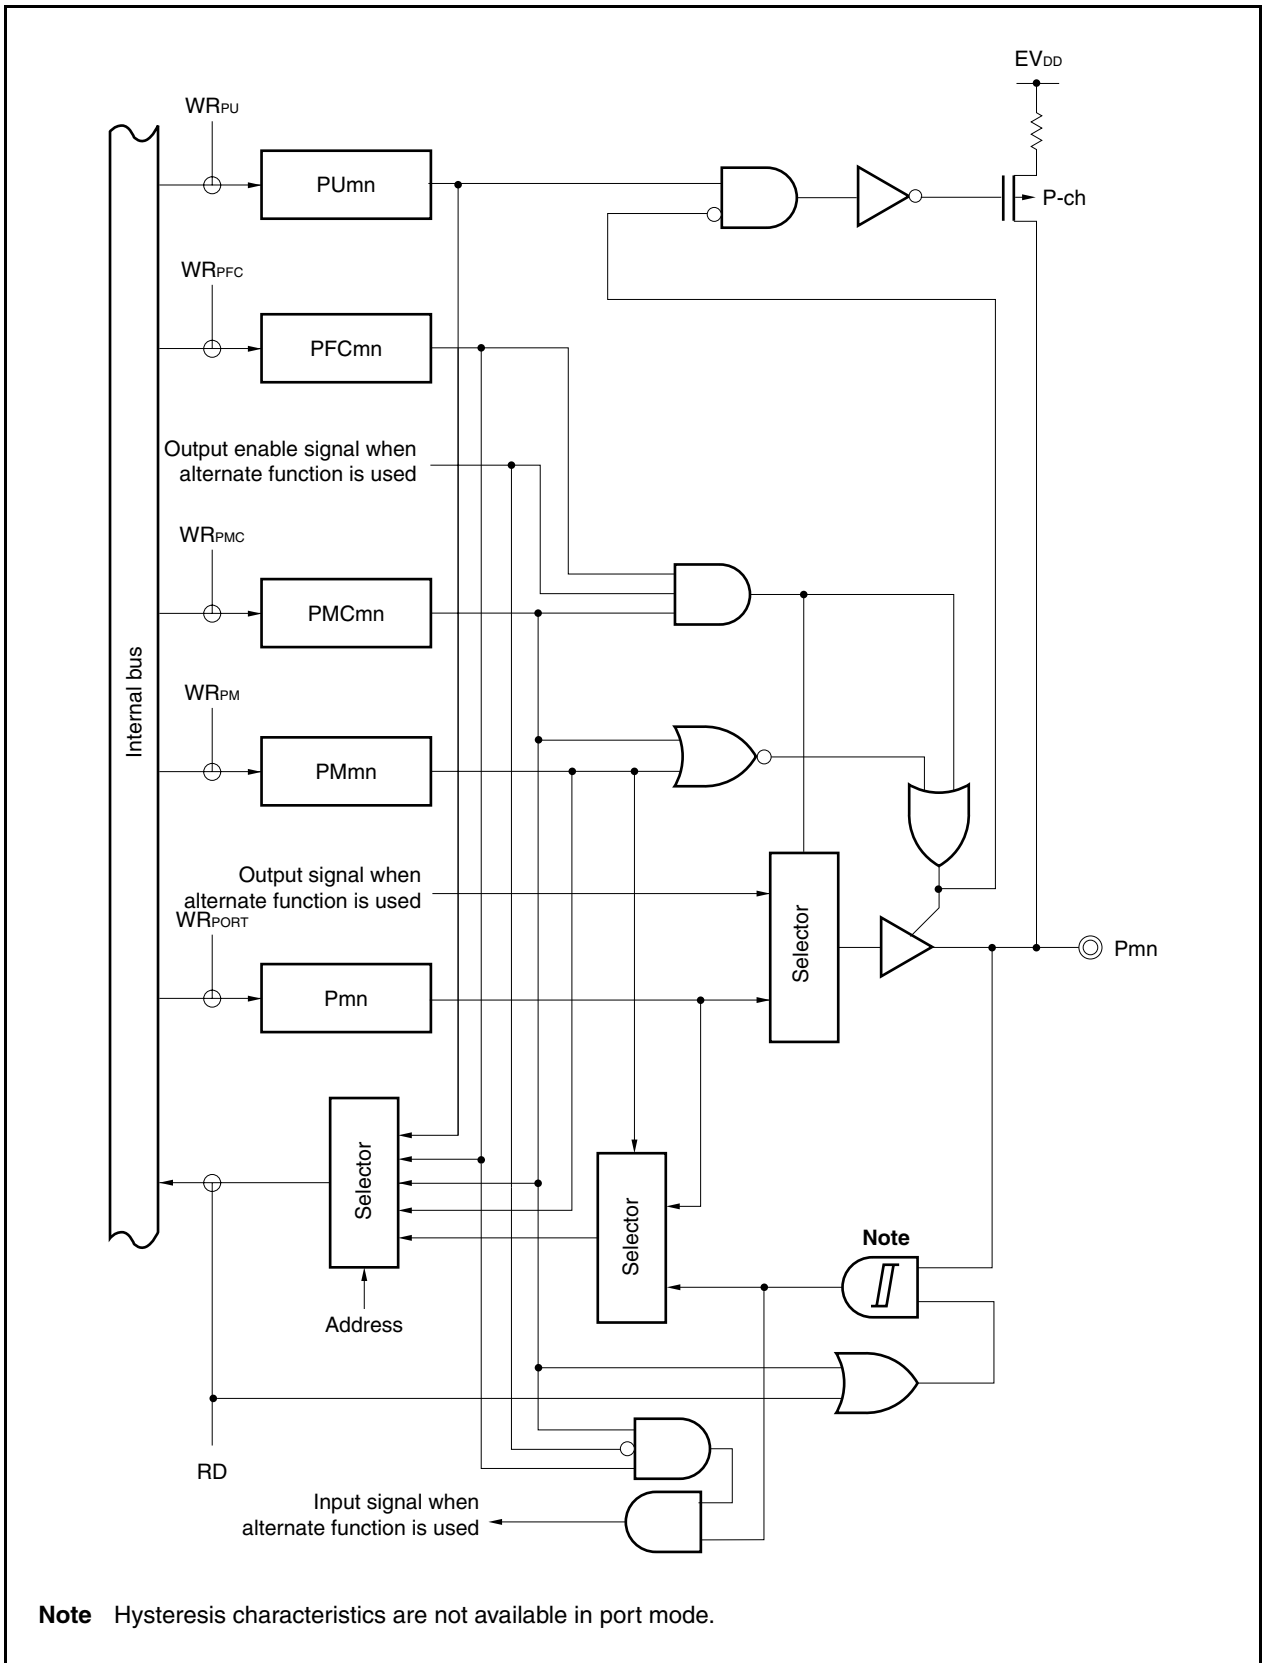 EVDD
WRPU
PUmn
P-ch
WRPFC
PFCmn
Output enable signal when
alternate function is used
WRPMC
PMCmn
Internal bus
WRPM
PMmn
Output signal when
alternate function is used
WRPORT
Pmn
Selector
Pmn
Selector
Selector
Note
Address
RD
Input signal when
alternate function is used
Note Hysteresis characteristics are not available in port mode.